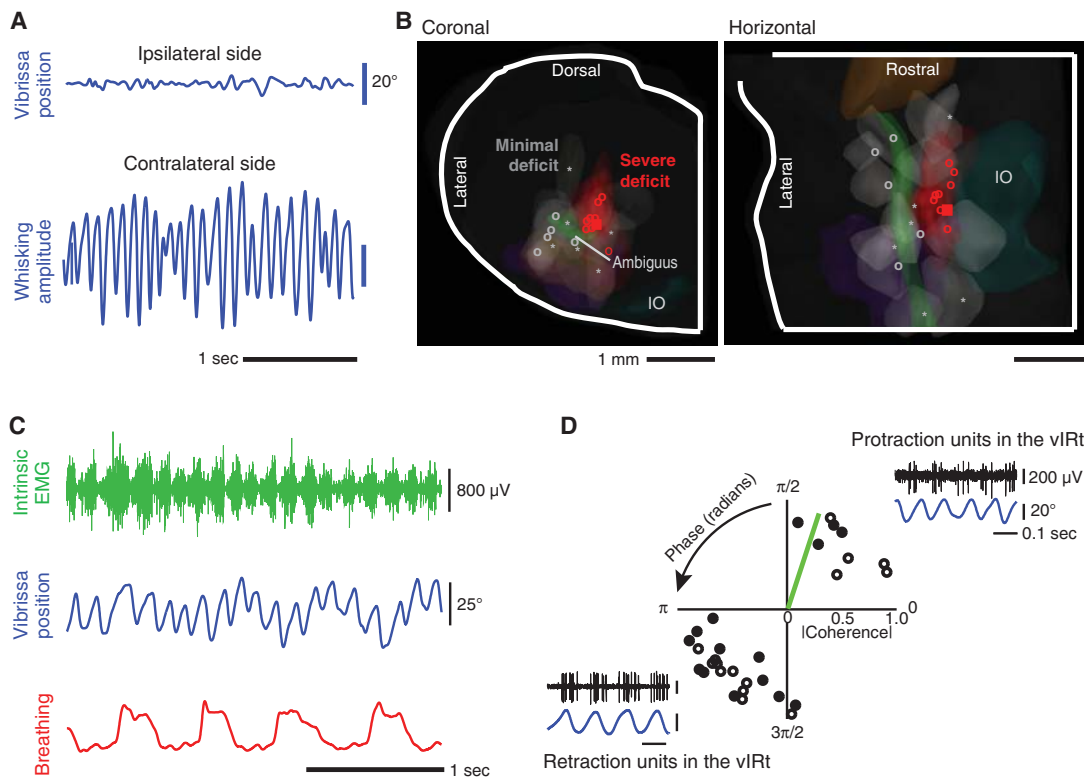 A
Ipsilateral side
Vibrissa
position
20°
Contralateral side
Whisking
amplitude
1 sec
B
Coronal
Dorsal
Lateral
Minimal
deficit
Severe
deficit
Ambiguus
IO
1 mm
Horizontal
Rostral
Lateral
IO
C
Intrinsic
EMG
800 µV
Vibrissa
position
25°
Breathing
1 sec
D
Protraction units in the vIRt
200 µV
20°
0.1 sec
Phase (radians)
π/2
π
0
0.5
1.0
0
|Coherence|
3π/2
Retraction units in the vIRt